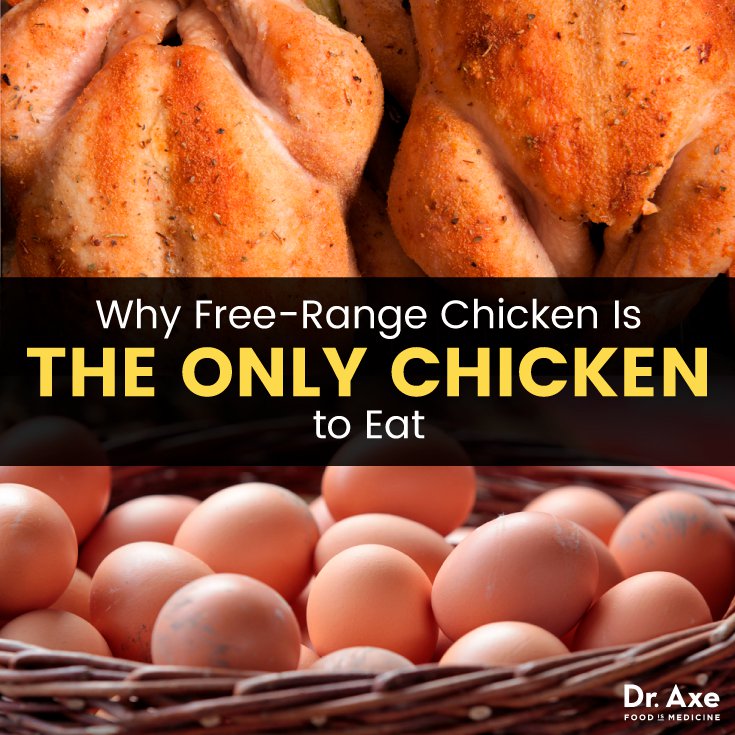 Why Free-Range Chicken Is
THE ONLY CHICKEN
to Eat
Dr. Axe
FOOD IS MEDICINE